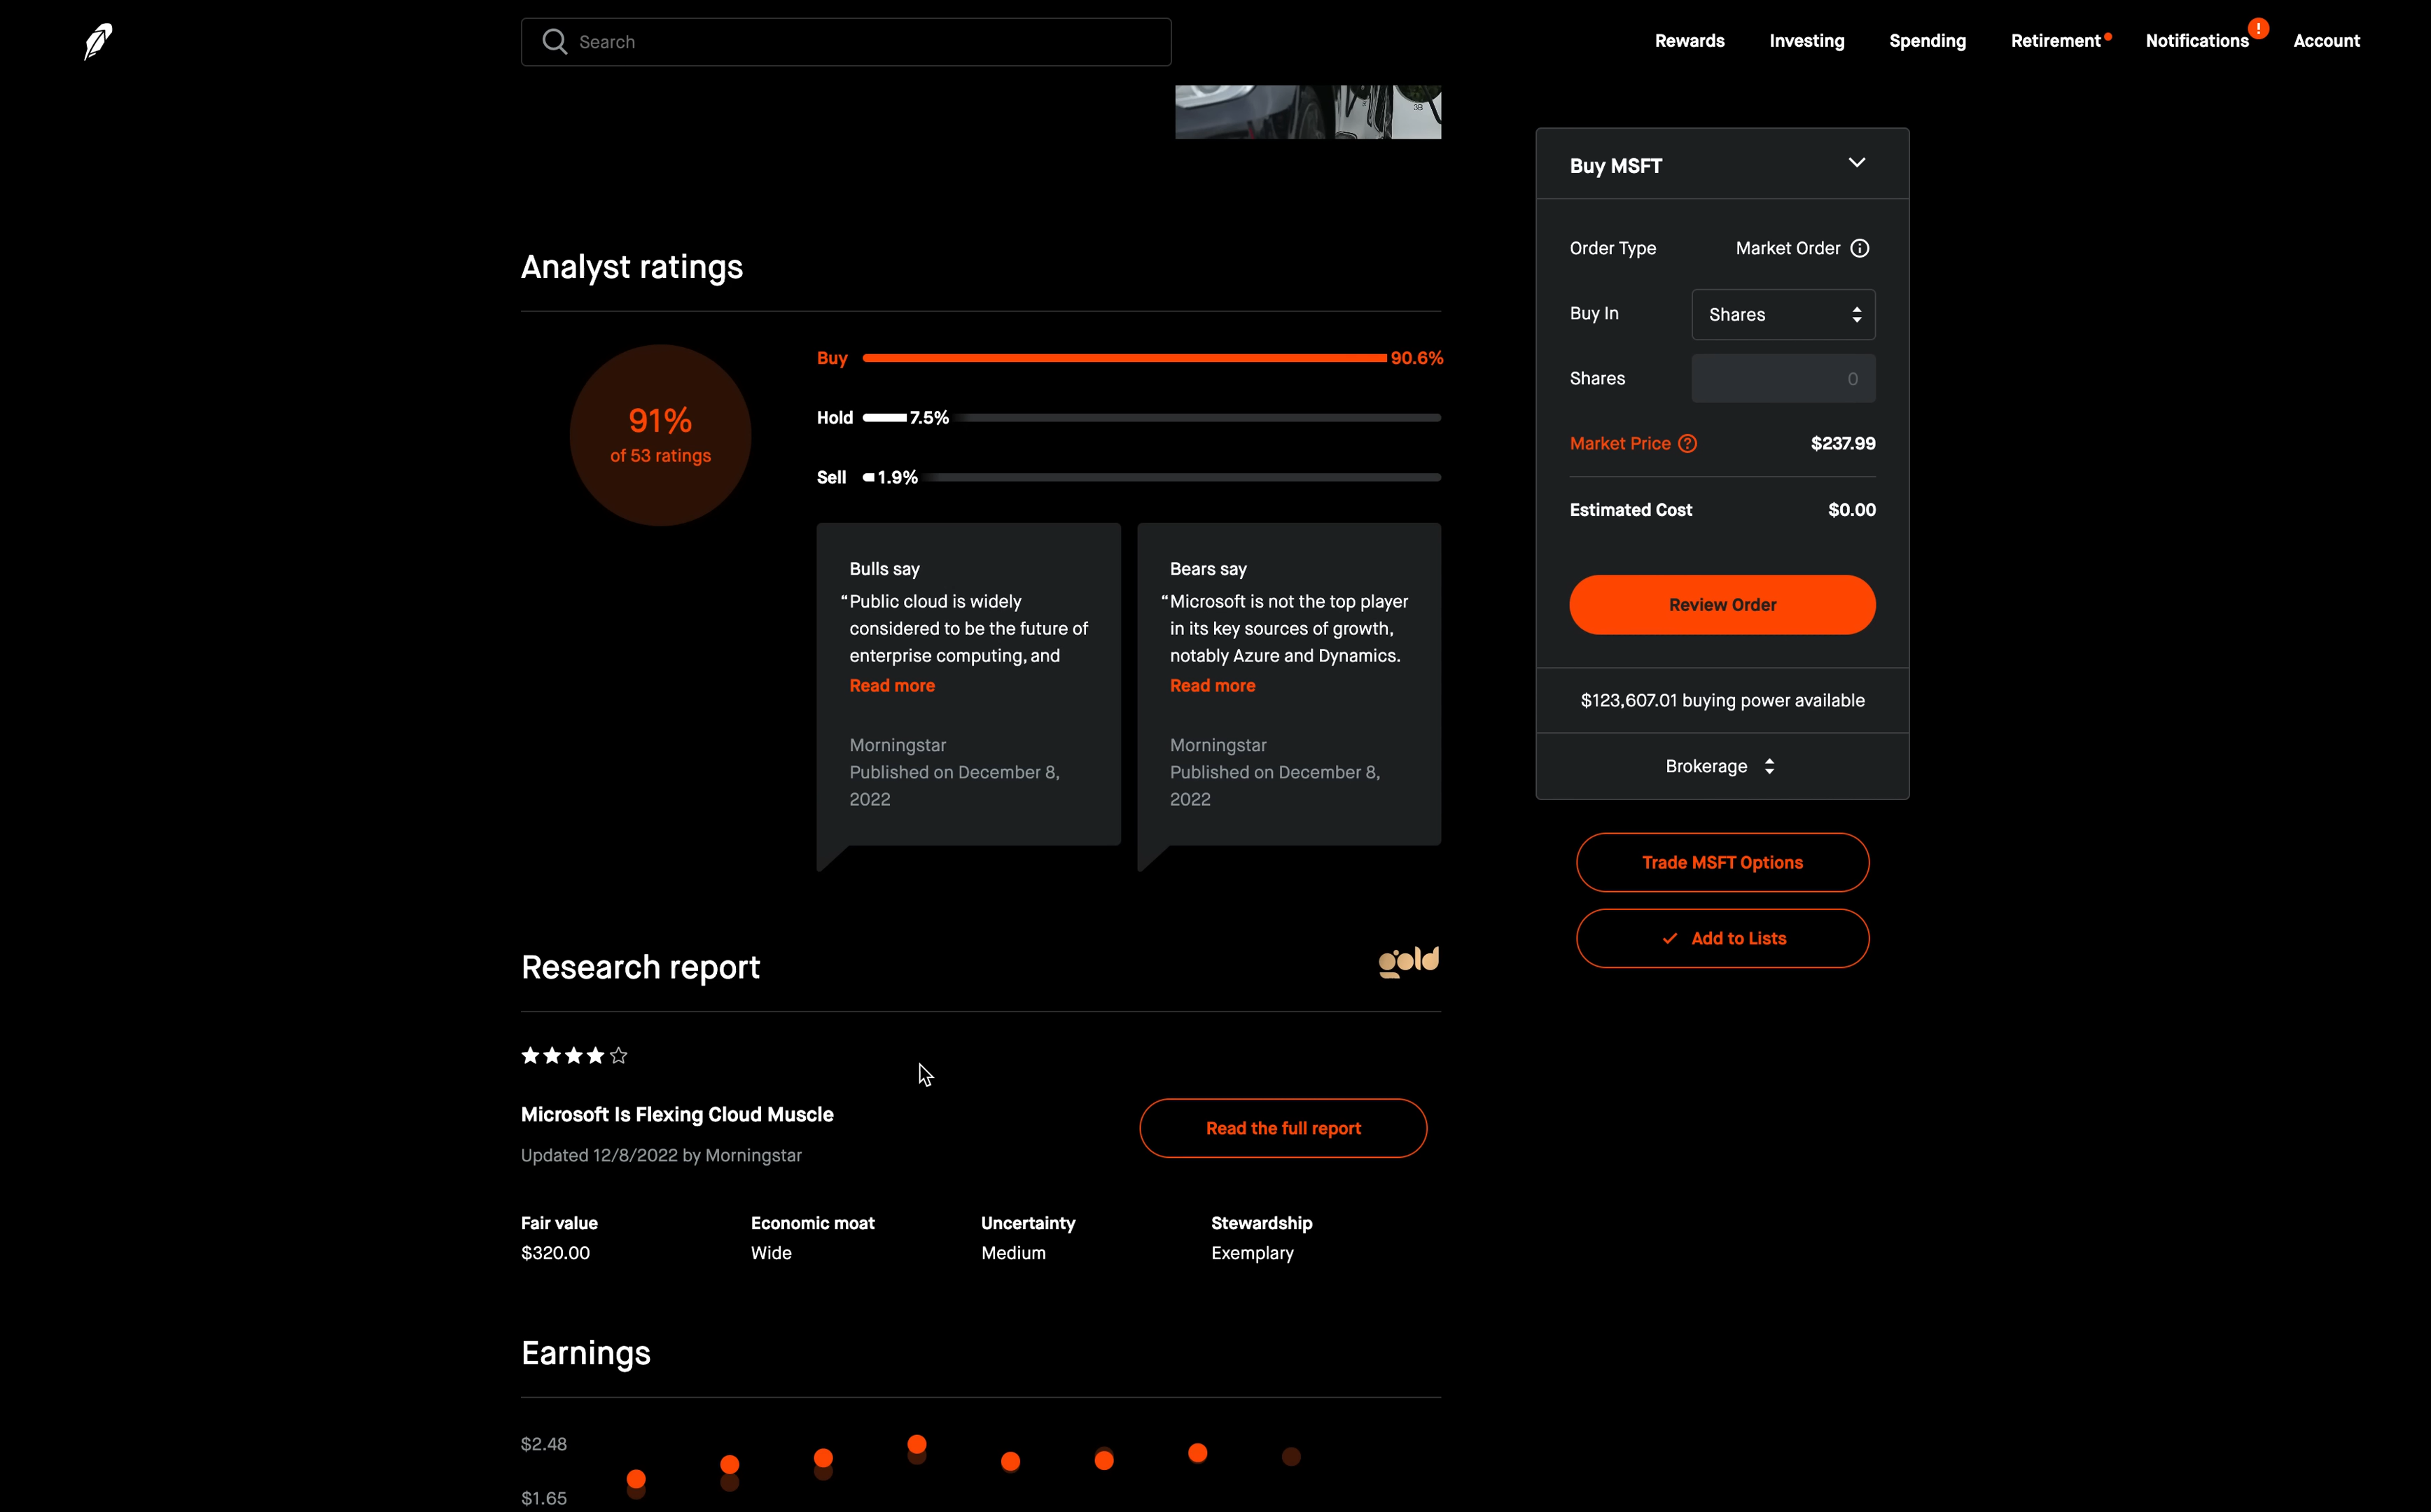 Search
Rewards
Investing
Spending
Retirement
Notifications
!
Account
3B
Analyst ratings
91%
of 53 ratings
Buy 90.6%
Hold 7.5%
Sell 1.9%
Bulls say
“Public cloud is widely
considered to be the future of
enterprise computing, and
Read more
Morningstar
Published on December 8,
2022
Bears say
“Microsoft is not the top player
in its key sources of growth,
notably Azure and Dynamics.
Read more
Morningstar
Published on December 8,
2022
Research report
gold
Microsoft Is Flexing Cloud Muscle
Updated 12/8/2022 by Morningstar
Read the full report
Fair value
$320.00
Economic moat
Wide
Uncertainty
Medium
Stewardship
Exemplary
Earnings
$2.48
$1.65
Buy MSFT
Order Type Market Order
Buy In Shares
Shares 0
Market Price ? $237.99
Estimated Cost $0.00
Review Order
$123,607.01 buying power available
Brokerage
Trade MSFT Options
Add to Lists